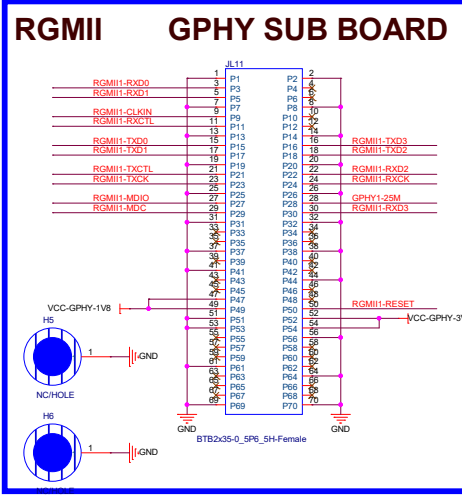 RGMII GPHY SUB BOARD
JL11
1 P1 P2 2
RGMII1-RXD0 3 P3 P4 4
RGMII1-RXD1 5 P5 P6 6
7 P7 P8 8
RGMII1-CLKIN 9 P9 P10 10
RGMII1-RXCTL 11 P11 P12 12
13 P13 P14 14
RGMII1-TXD0 15 P15 P16 16 RGMII1-TXD3
RGMII1-TXD1 17 P17 P18 18 RGMII1-TXD2
19 P19 P20 20
RGMII1-TXCTL 21 P21 P22 22 RGMII1-RXD2
RGMII1-TXCK 23 P23 P24 24 RGMII1-RXCK
25 P25 P26 26
RGMII1-MDIO 27 P27 P28 28 GPHY1-25M
RGMII1-MDC 29 P29 P30 30 RGMII1-RXD3
31 P31 P32 32
33 P33 P34 34
35 P35 P36 36
37 P37 P38 38
39 P39 P40 40
41 P41 P42 42
43 P43 P44 44
45 P45 P46 46
47 P47 P48 48
VCC-GPHY-1V8 49 P49 P50 50 RGMII1-RESET
51 P51 P52 52 VCC-GPHY-3V
53 P53 P54 54
55 P55 P56 56
57 P57 P58 58
59 P59 P60 60
61 P61 P62 62
63 P63 P64 64
65 P65 P66 66
67 P67 P68 68
69 P69 P70 70
GND GND
BTB2x35-0_5P6_5H-Female
H5
1 GND
NC/HOLE
H6
1 GND
NC/HOLE